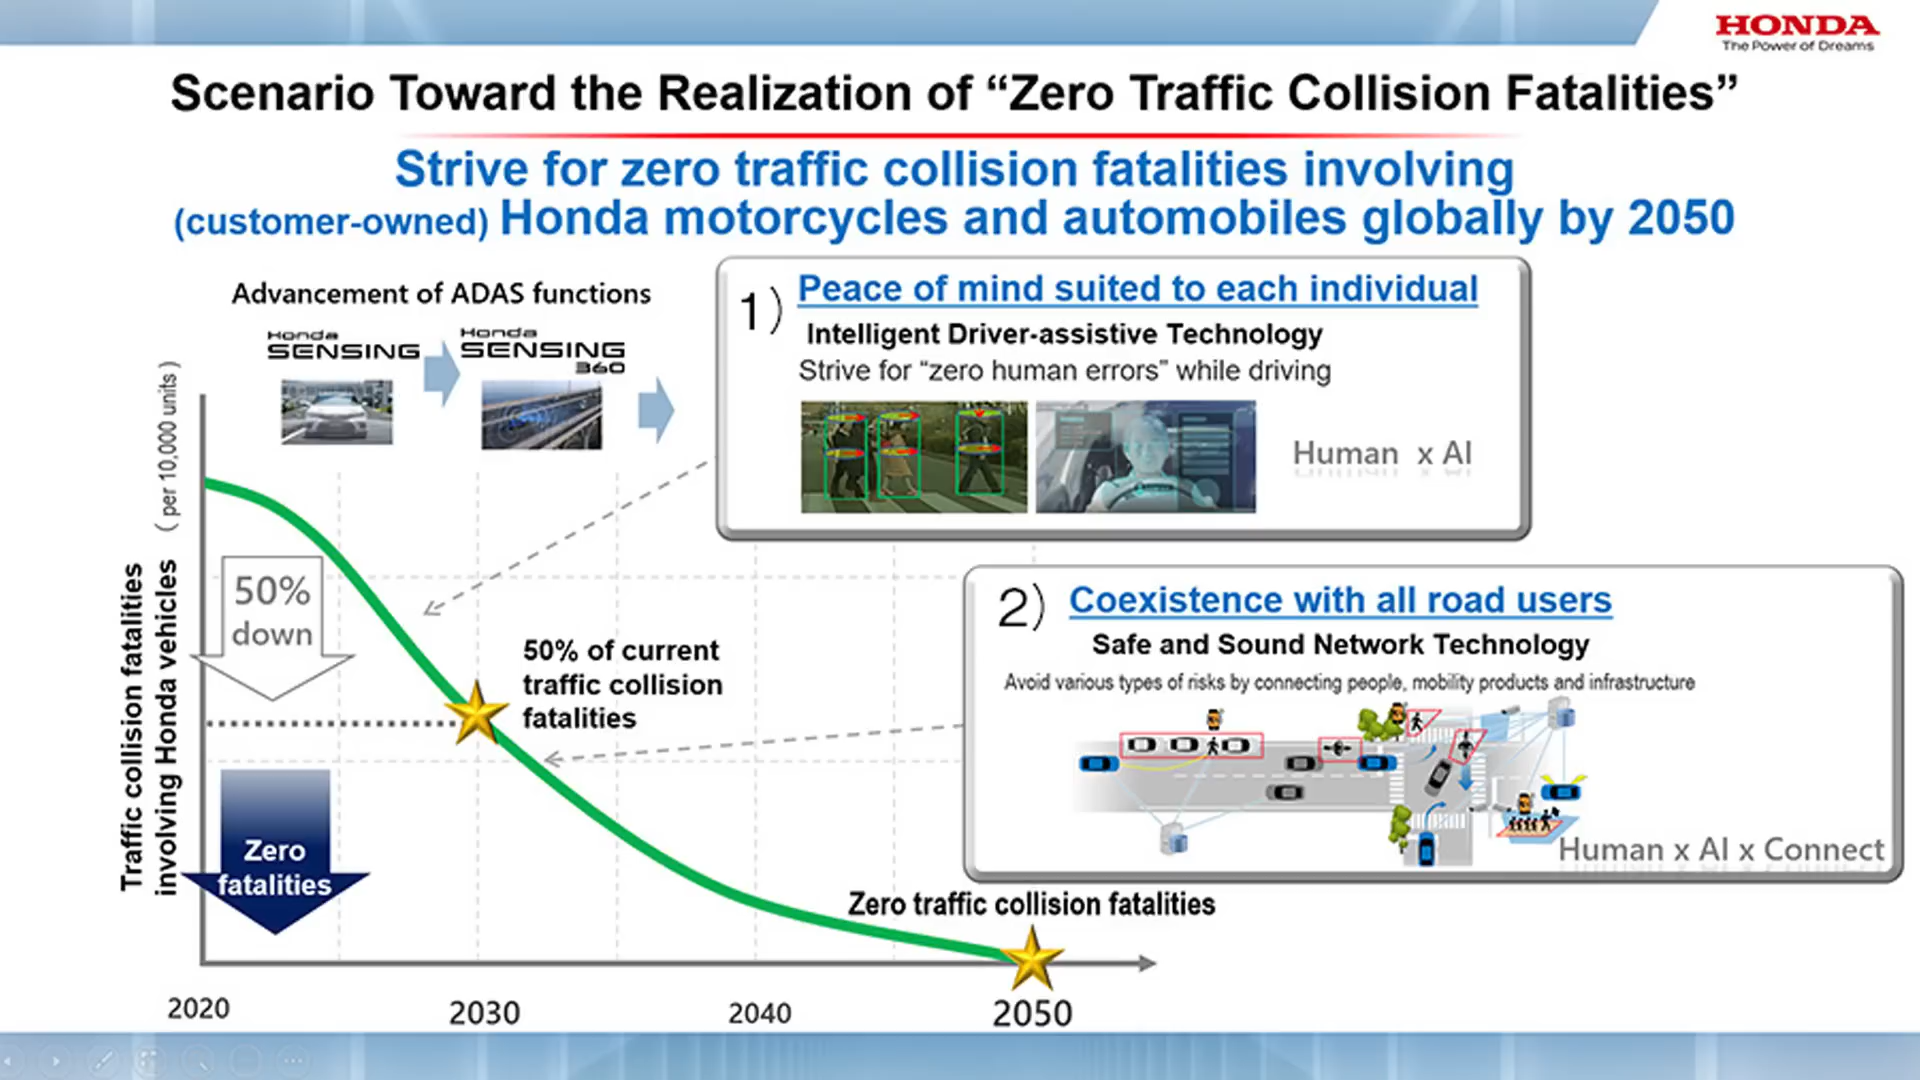 HONDA
The Power of Dreams
Scenario Toward the Realization of “Zero Traffic Collision Fatalities”
Strive for zero traffic collision fatalities involving
(customer-owned) Honda motorcycles and automobiles globally by 2050
Advancement of ADAS functions
Honda
SENSING
Honda
SENSING
360
1)
Peace of mind suited to each individual
Intelligent Driver-assistive Technology
Strive for “zero human errors” while driving
Human x AI
Traffic collision fatalities
involving Honda vehicles
( per 10,000 units )
50%
down
50% of current
traffic collision
fatalities
2)
Coexistence with all road users
Safe and Sound Network Technology
Avoid various types of risks by connecting people, mobility products and infrastructure
Human x AI x Connect
Zero
fatalities
Zero traffic collision fatalities
2020
2030
2040
2050